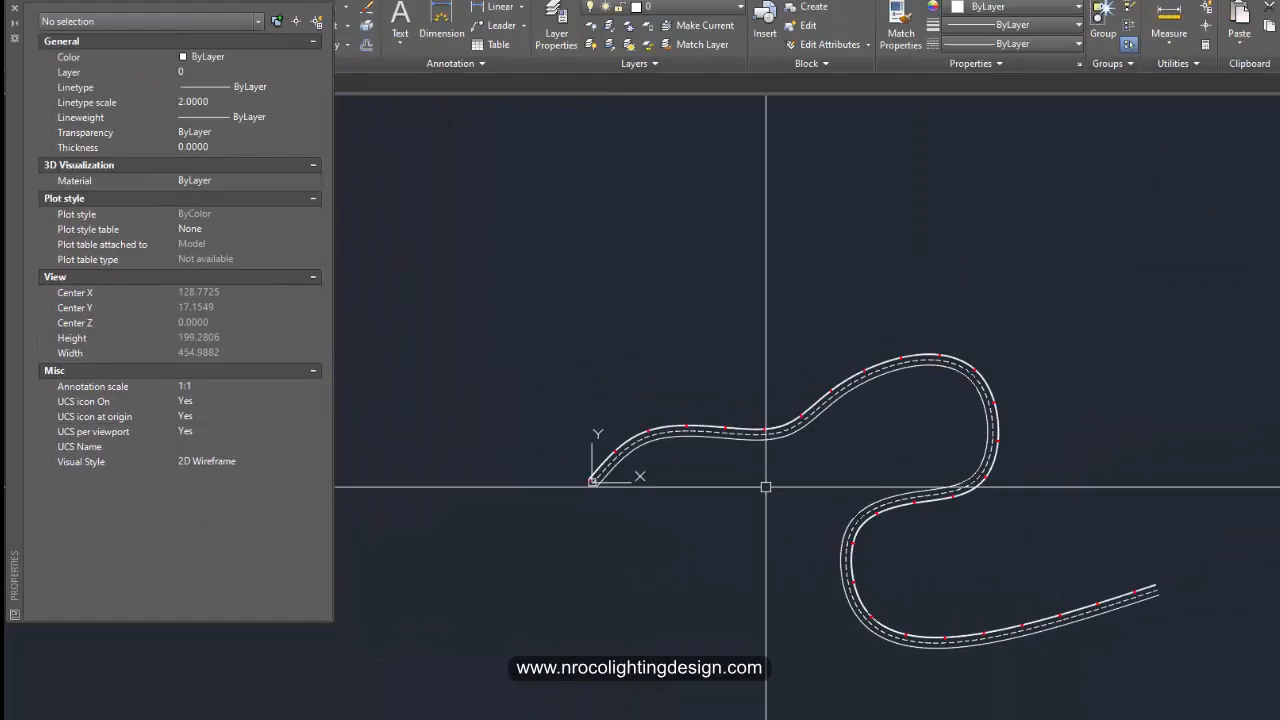 No selection
General
Color ByLayer
Layer 0
Linetype ByLayer
Linetype scale 2.0000
Lineweight ByLayer
Transparency ByLayer
Thickness 0.0000
3D Visualization
Material ByLayer
Plot style
Plot style ByColor
Plot style table None
Plot table attached to Model
Plot table type Not available
View
Center X 128.7725
Center Y 17.1549
Center Z 0.0000
Height 199.2806
Width 454.9882
Misc
Annotation scale 1:1
UCS icon On Yes
UCS icon at origin Yes
UCS per viewport Yes
UCS Name
Visual Style 2D Wireframe
PROPERTIES
A
Text
Dimension
Linear
Leader
Table
Annotation
Layer
Properties
0
Make Current
Match Layer
Layers
Insert
Create
Edit
Edit Attributes
Block
Match
Properties
ByLayer
ByLayer
ByLayer
Properties
Group
Groups
Measure
Utilities
Paste
Clipboard
Y
X
www.nrocolightingdesign.com